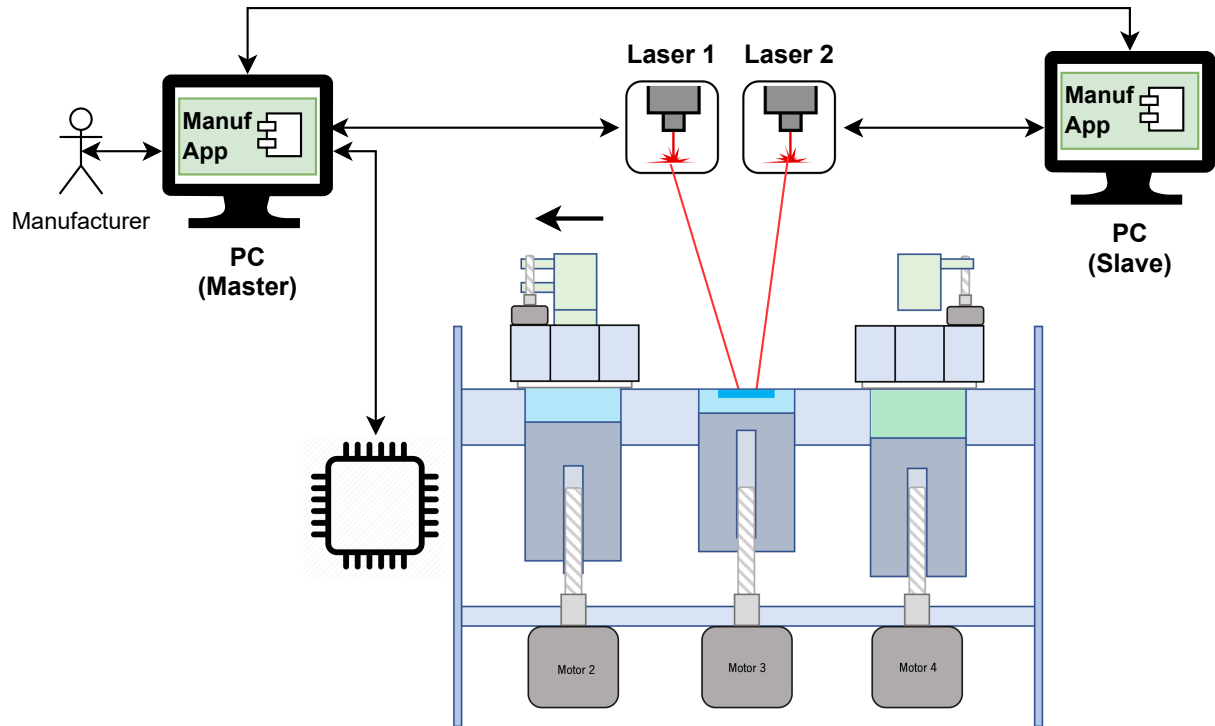 Laser 1
Laser 2
Manuf
App
Manuf
App
Manufacturer
PC
(Master)
PC
(Slave)
Motor 2
Motor 3
Motor 4